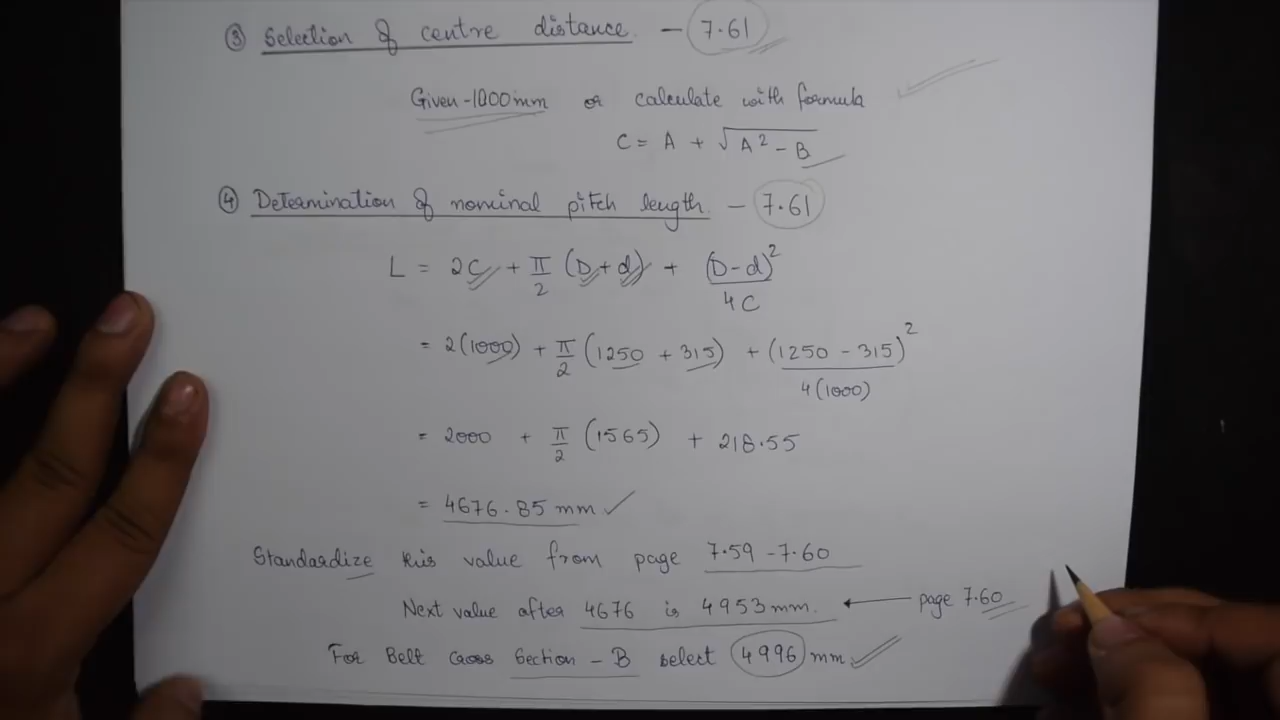 ③ Selection of centre distance. - 7.61
Given - 1000mm or calculate with formula
C = A + √(A² - B)
④ Determination of nominal pitch length. - 7.61
L = 2C + π/2 (D+d) + (D-d)²/4C
= 2(1000) + π/2 (1250 + 315) + (1250 - 315)²/4(1000)
= 2000 + π/2 (1565) + 218.55
= 4676.85 mm ✓
Standardize this value from page 7.59 - 7.60
Next value after 4676 is 4953mm. ← page 7.60
For Belt Cross Section - B select 4996 mm ✓